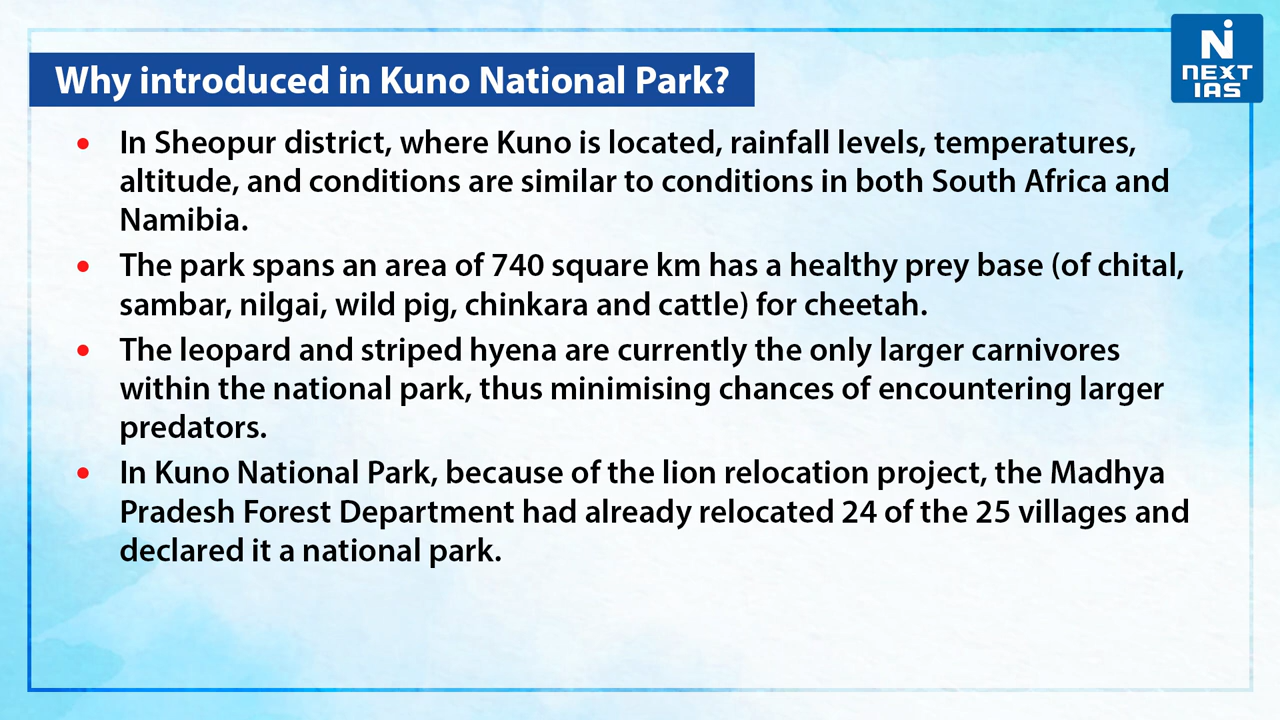 NEXT
IAS
Why introduced in Kuno National Park?
• In Sheopur district, where Kuno is located, rainfall levels, temperatures,
altitude, and conditions are similar to conditions in both South Africa and
Namibia.
• The park spans an area of 740 square km has a healthy prey base (of chital,
sambar, nilgai, wild pig, chinkara and cattle) for cheetah.
• The leopard and striped hyena are currently the only larger carnivores
within the national park, thus minimising chances of encountering larger
predators.
• In Kuno National Park, because of the lion relocation project, the Madhya
Pradesh Forest Department had already relocated 24 of the 25 villages and
declared it a national park.